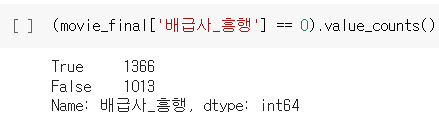 [ ] (movie_final['배급사_흥행'] == 0).value_counts()
True 1366
False 1013
Name: 배급사_흥행, dtype: int64